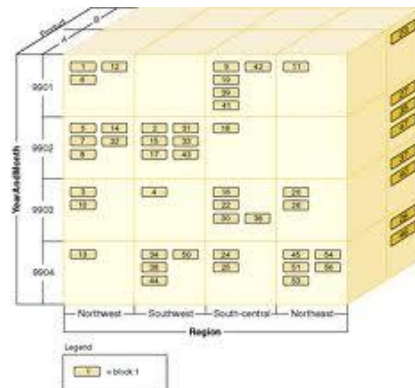 Product
A B
YearAndMonth
9901
1 12 9 42 11
6 19
39
41
9902
5 14 2 31 18
7 32 15 33
8 17 43
9903
3 4 16 20
10 22 26
30 36
9904
13 34 50 24 45 54
38 25 51 56
44 53
Northwest Southwest South-central Northeast
Region
Legend
1 = block 1